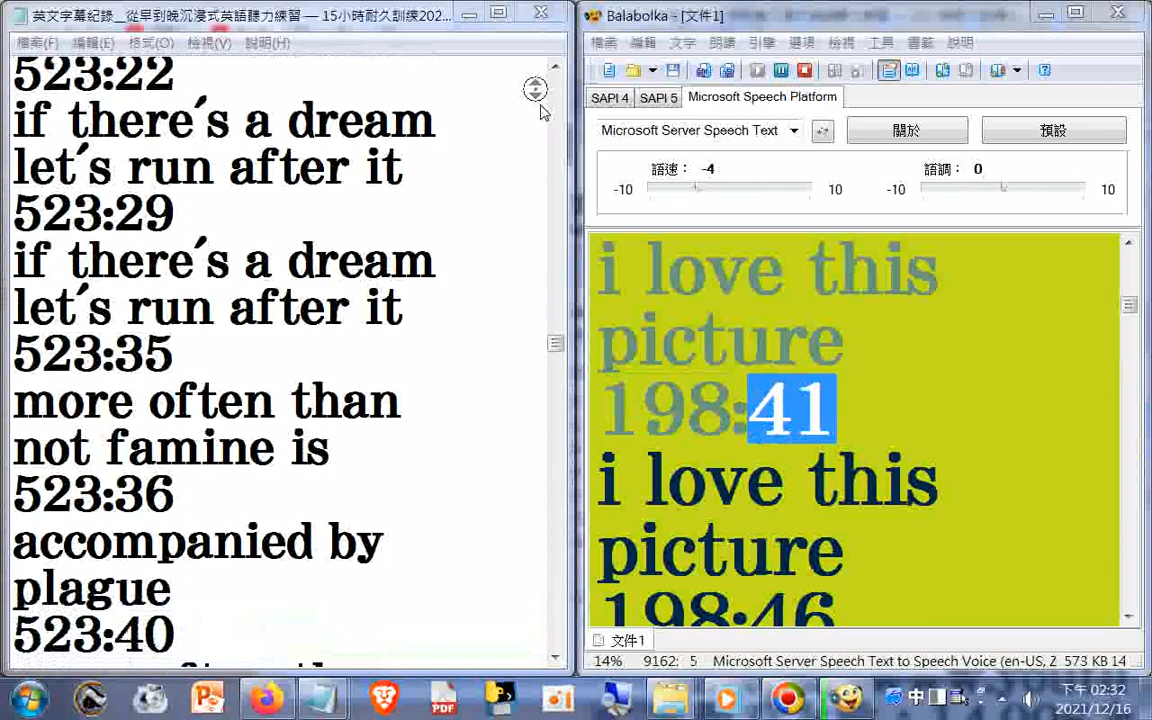 英文字幕紀錄__從早到晚沉浸式英語聽力練習 — 15小時耐久訓練202...
檔案(F) 編輯(E) 格式(O) 檢視(V) 說明(H)
523:22
if there's a dream
let's run after it
523:29
if there's a dream
let's run after it
523:35
more often than
not famine is
523:36
accompanied by
plague
523:40
Balabolka - [文件1]
檔案 編輯 文字 朗讀 引擎 選項 檢視 工具 書籤 說明
SAPI 4 SAPI 5 Microsoft Speech Platform
Microsoft Server Speech Text 關於 預設
語速： -4 語調： 0
-10 10 -10 10
i love this
picture
198:41
i love this
picture
198:46
文件1
14% 9162: 5 Microsoft Server Speech Text to Speech Voice (en-US, Z 573 KB 14
PDF 中 下午 02:32
2021/12/16